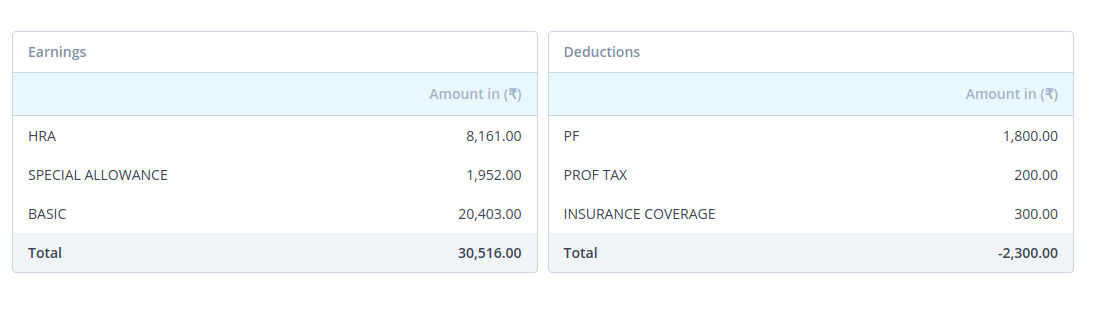 Earnings
Amount in (₹)
HRA 8,161.00
SPECIAL ALLOWANCE 1,952.00
BASIC 20,403.00
Total 30,516.00
Deductions
Amount in (₹)
PF 1,800.00
PROF TAX 200.00
INSURANCE COVERAGE 300.00
Total -2,300.00